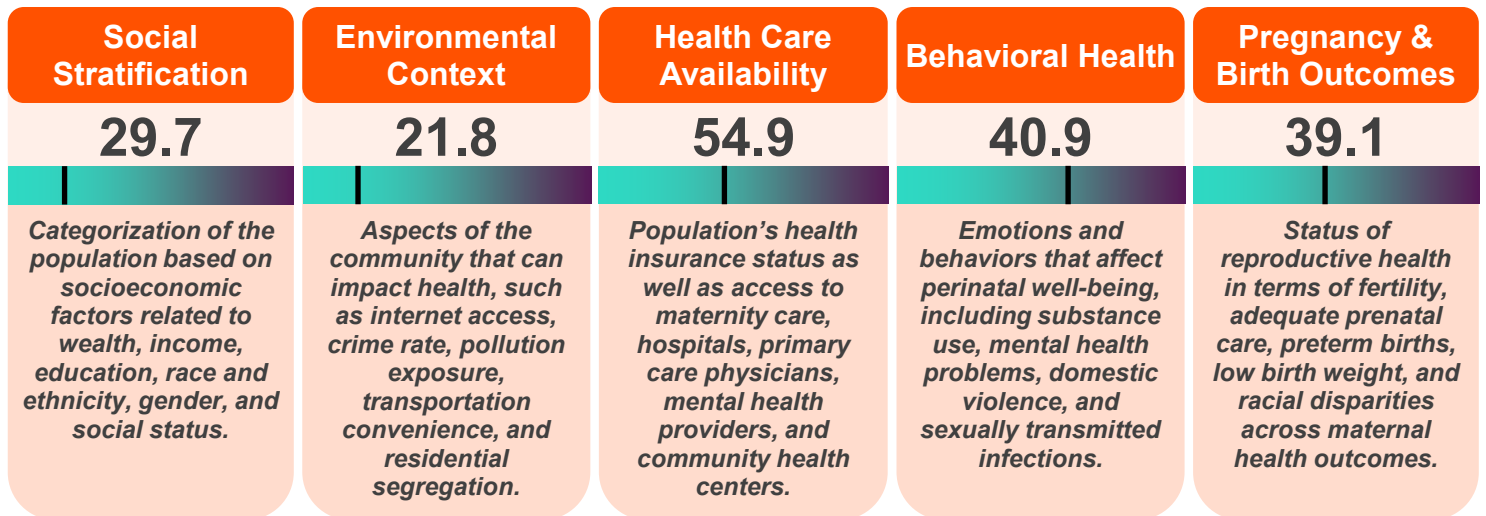 Social
Stratification
29.7
Categorization of the
population based on
socioeconomic
factors related to
wealth, income,
education, race and
ethnicity, gender, and
social status.
Environmental
Context
21.8
Aspects of the
community that can
impact health, such
as internet access,
crime rate, pollution
exposure,
transportation
convenience, and
residential
segregation.
Health Care
Availability
54.9
Population’s health
insurance status as
well as access to
maternity care,
hospitals, primary
care physicians,
mental health
providers, and
community health
centers.
Behavioral Health
40.9
Emotions and
behaviors that affect
perinatal well-being,
including substance
use, mental health
problems, domestic
violence, and
sexually transmitted
infections.
Pregnancy &
Birth Outcomes
39.1
Status of
reproductive health
in terms of fertility,
adequate prenatal
care, preterm births,
low birth weight, and
racial disparities
across maternal
health outcomes.